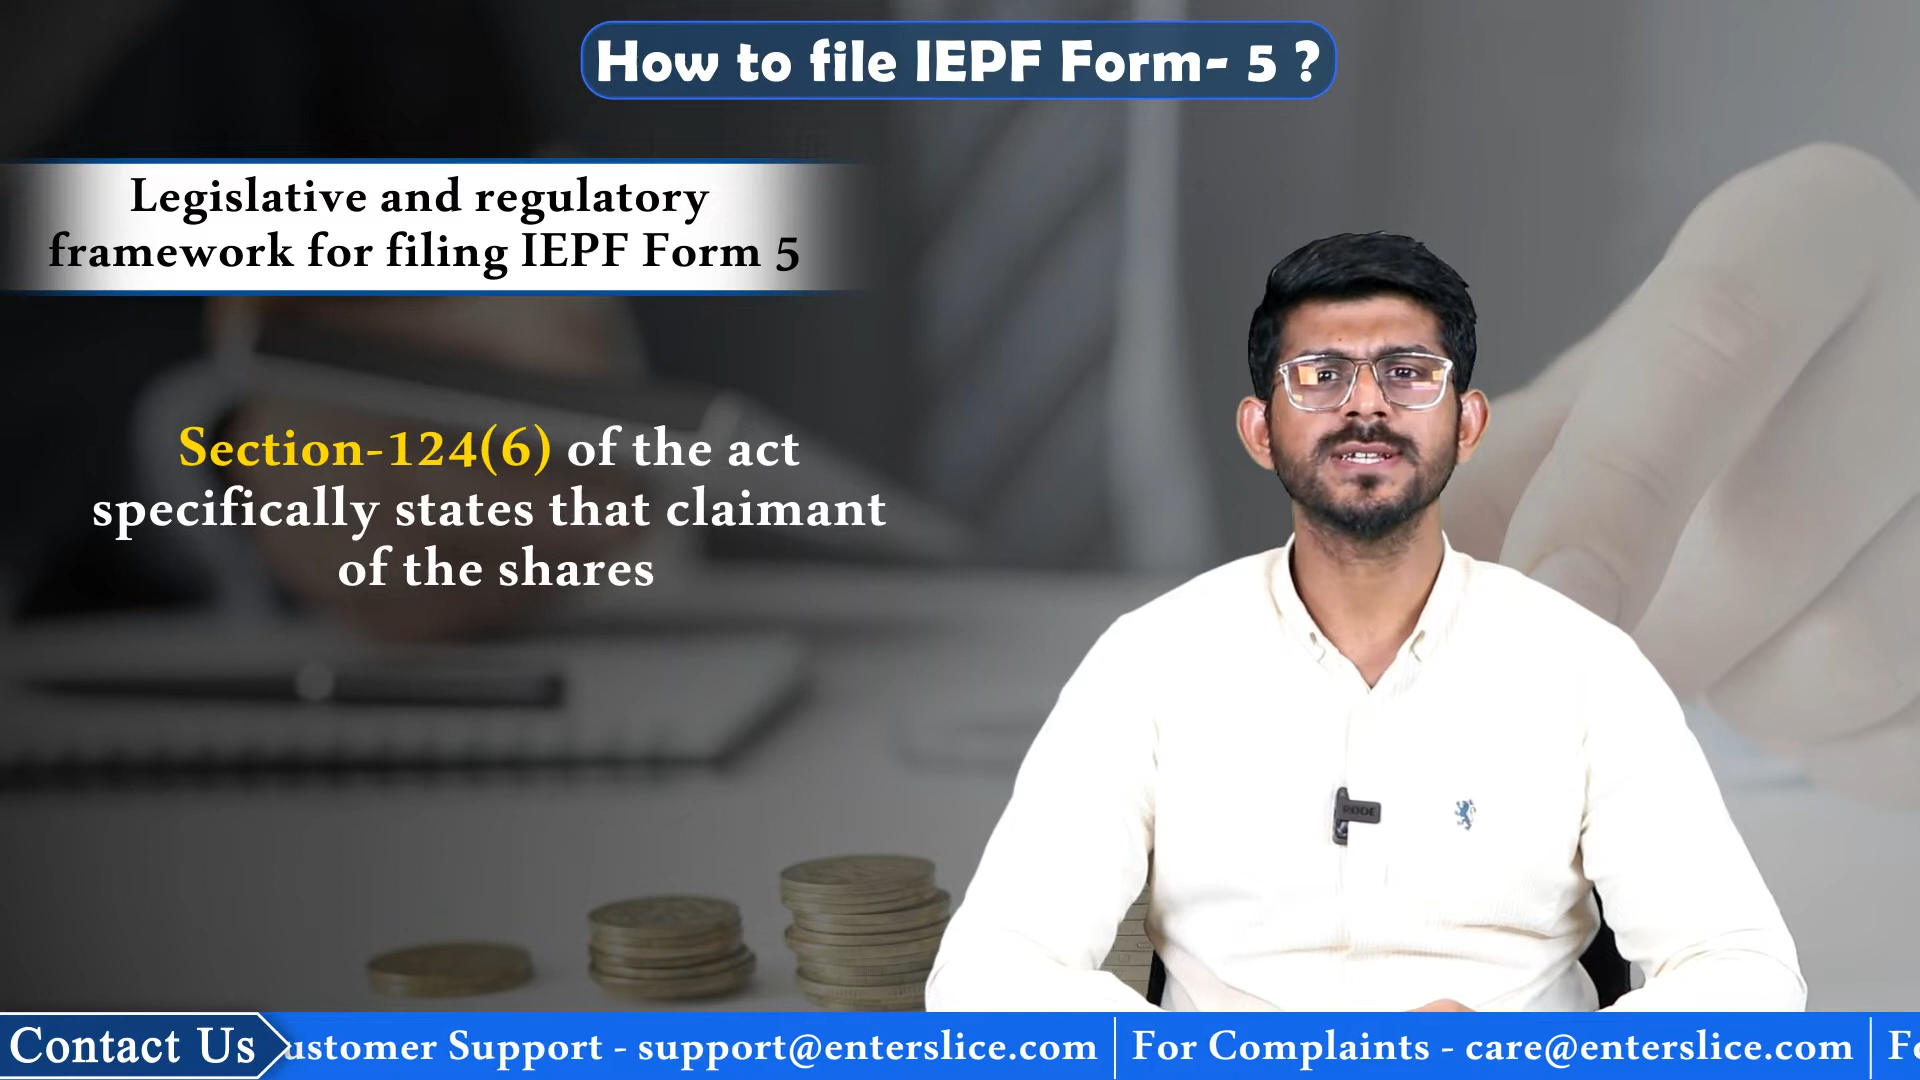 How to file IEPF Form- 5 ?
Legislative and regulatory
framework for filing IEPF Form 5
Section-124(6) of the act
specifically states that claimant
of the shares
RODE
Contact Us
ustomer Support - support@enterslice.com
For Complaints - care@enterslice.com
Fo